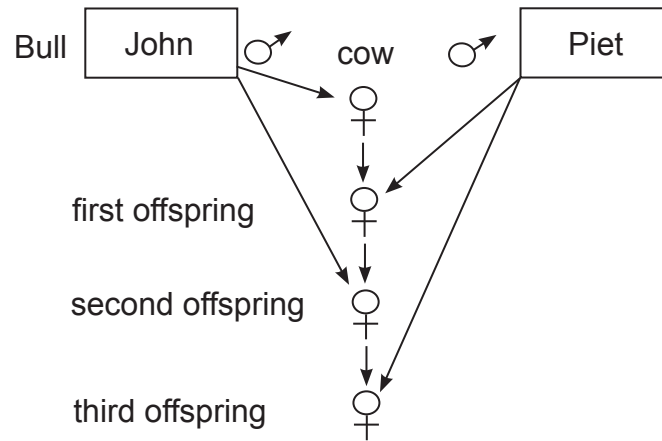 Bull
John
cow
Piet
first offspring
second offspring
third offspring